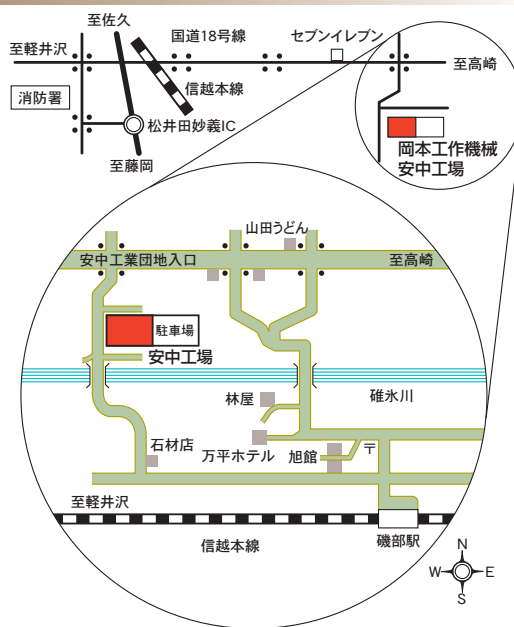 至佐久
国道18号線
セブンイレブン
至軽井沢
至高崎
信越本線
消防署
松井田妙義IC
至藤岡
岡本工作機械
安中工場
山田うどん
安中工業団地入口
至高崎
駐車場
安中工場
林屋
碓氷川
石材店
万平ホテル
旭館
〒
至軽井沢
信越本線
磯部駅
N
W
E
S